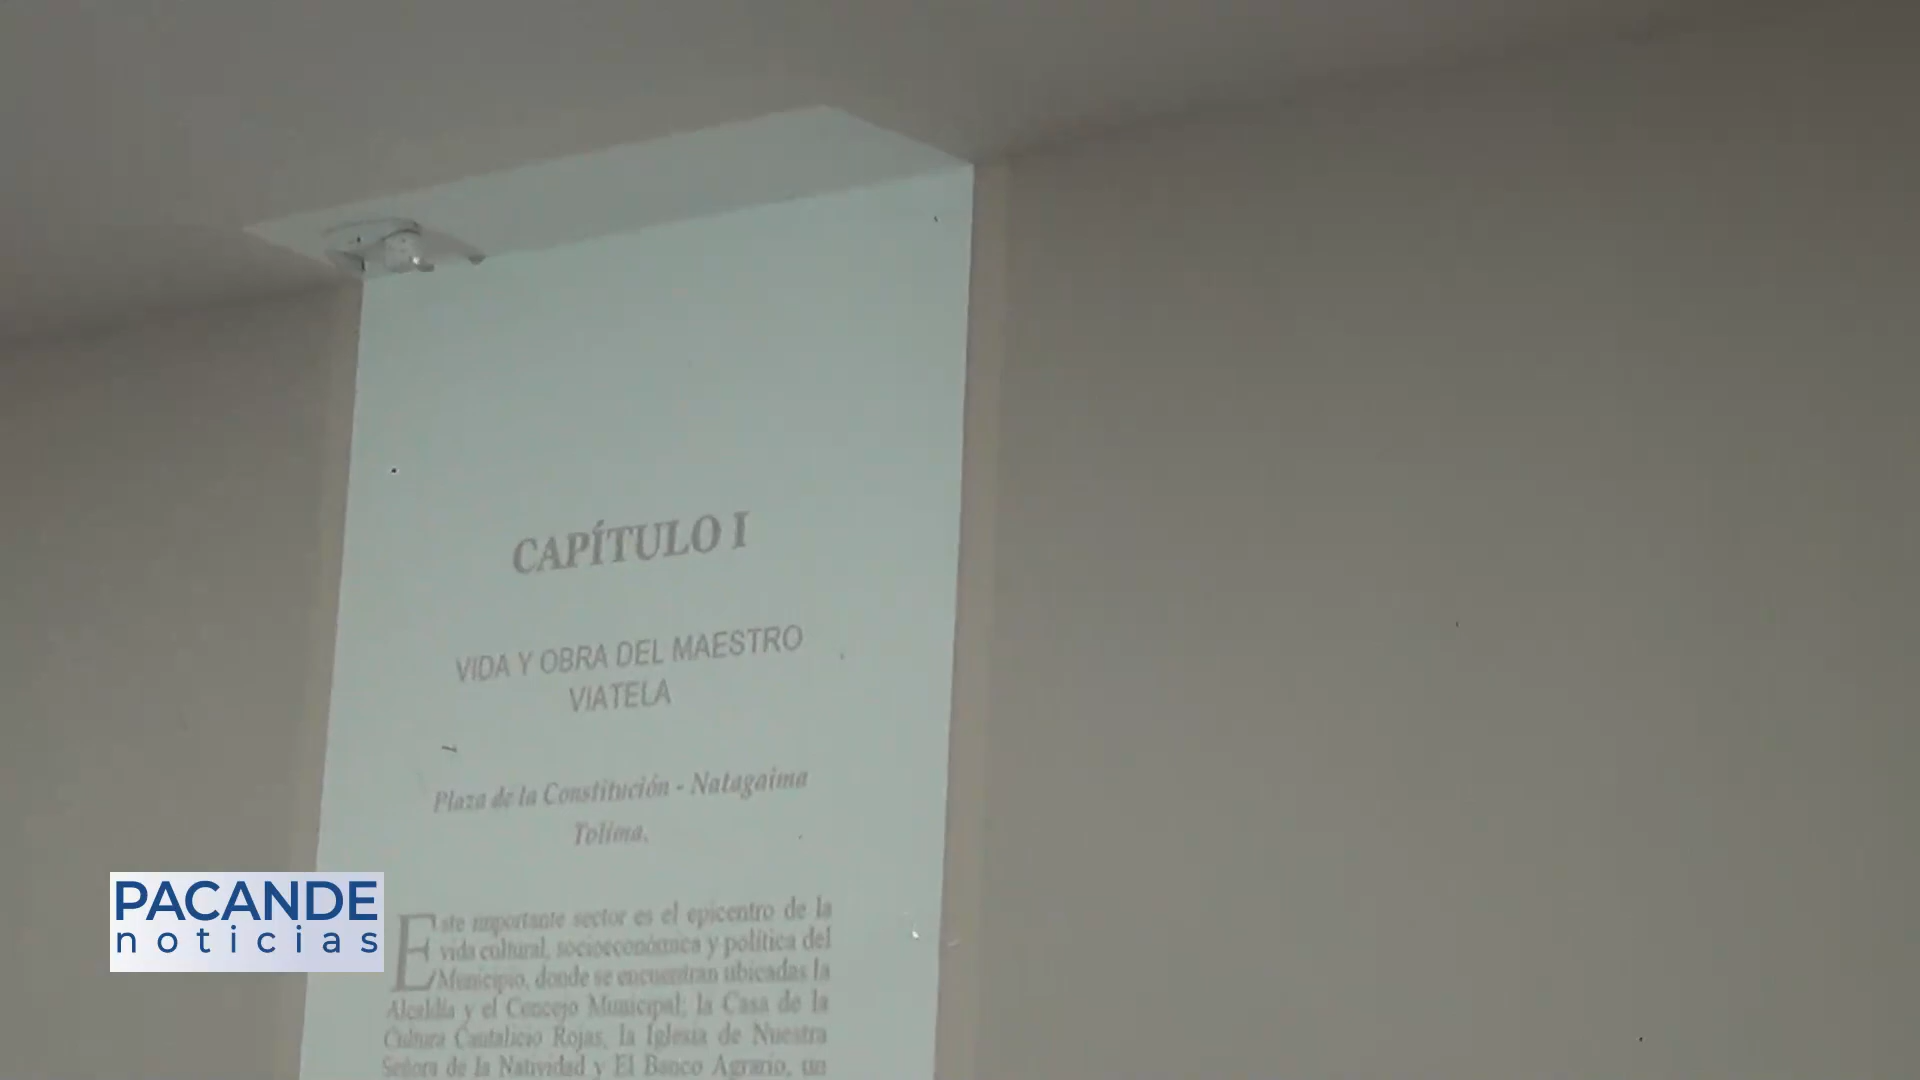 CAPÍTULO I
VIDA Y OBRA DEL MAESTRO
VIATELA
Plaza de la Constitución - Natagaima
Tolima.
Este importante sector es el epicentro de la
vida cultural, socioeconómica y política del
Municipio, donde se encuentran ubicadas la
Alcaldía y el Concejo Municipal; la Casa de la
Cultura Cantalicio Rojas, la Iglesia de Nuestra
Señora de la Natividad y El Banco Agrario, un
PACANDE
noticias